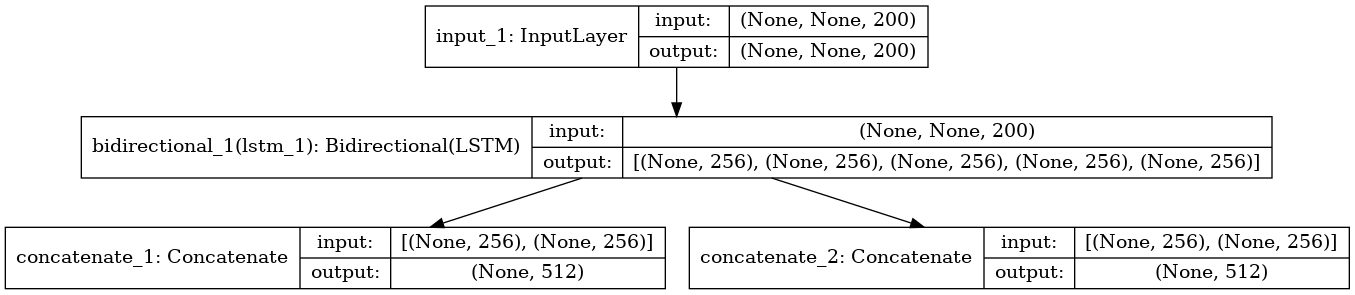 input_1: InputLayer
input: (None, None, 200)
output: (None, None, 200)
bidirectional_1(lstm_1): Bidirectional(LSTM)
input: (None, None, 200)
output: [(None, 256), (None, 256), (None, 256), (None, 256), (None, 256)]
concatenate_1: Concatenate
input: [(None, 256), (None, 256)]
output: (None, 512)
concatenate_2: Concatenate
input: [(None, 256), (None, 256)]
output: (None, 512)